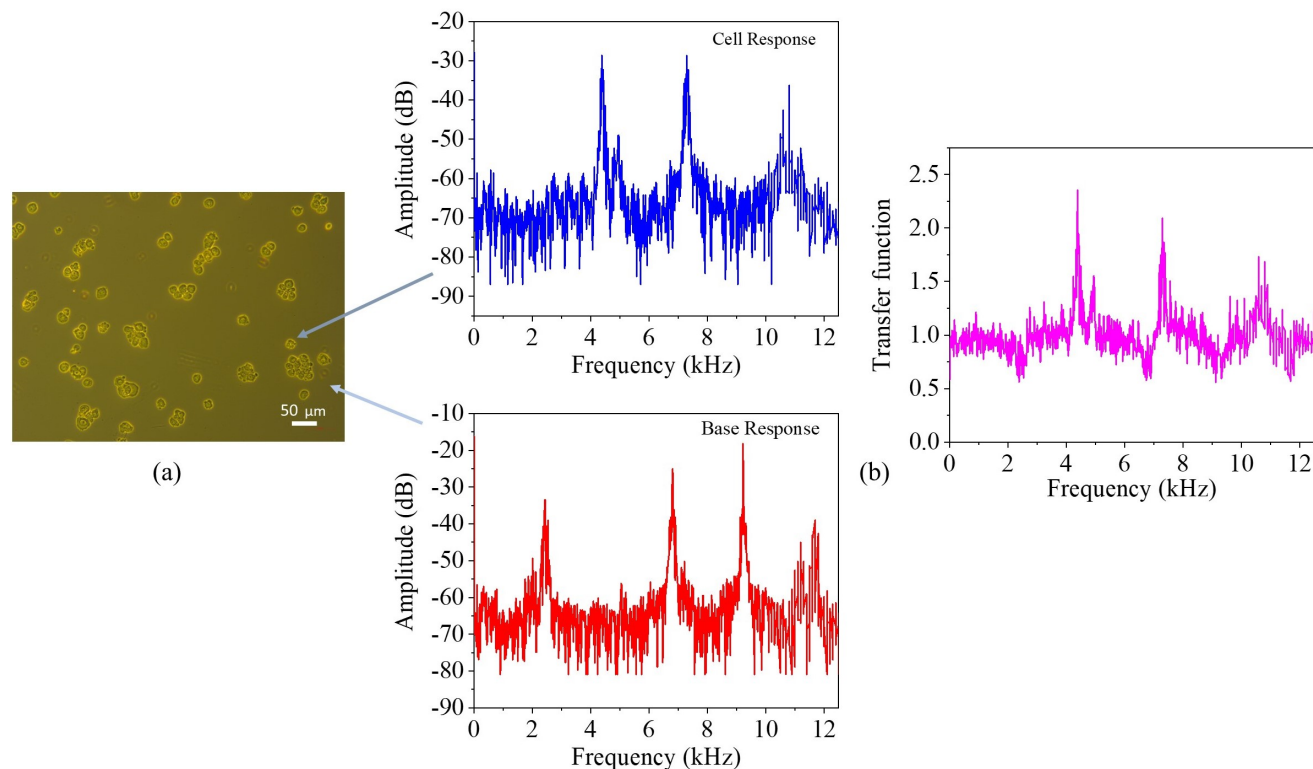 50 μm
(a)
-20
-30
-40
-50
-60
-70
-80
-90
Amplitude (dB)
Cell Response
0 2 4 6 8 10 12
Frequency (kHz)
-10
-20
-30
-40
-50
-60
-70
-80
-90
Amplitude (dB)
Base Response
0 2 4 6 8 10 12
Frequency (kHz)
(b)
2.5
2.0
1.5
1.0
0.5
0.0
Transfer function
0 2 4 6 8 10 12
Frequency (kHz)